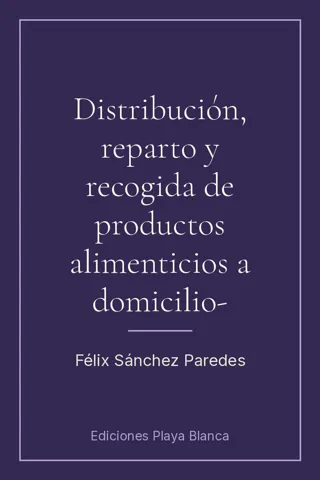 Distribución,
reparto y
recogida de
productos
alimenticios a
domicilio-
Félix Sánchez Paredes
Ediciones Playa Blanca